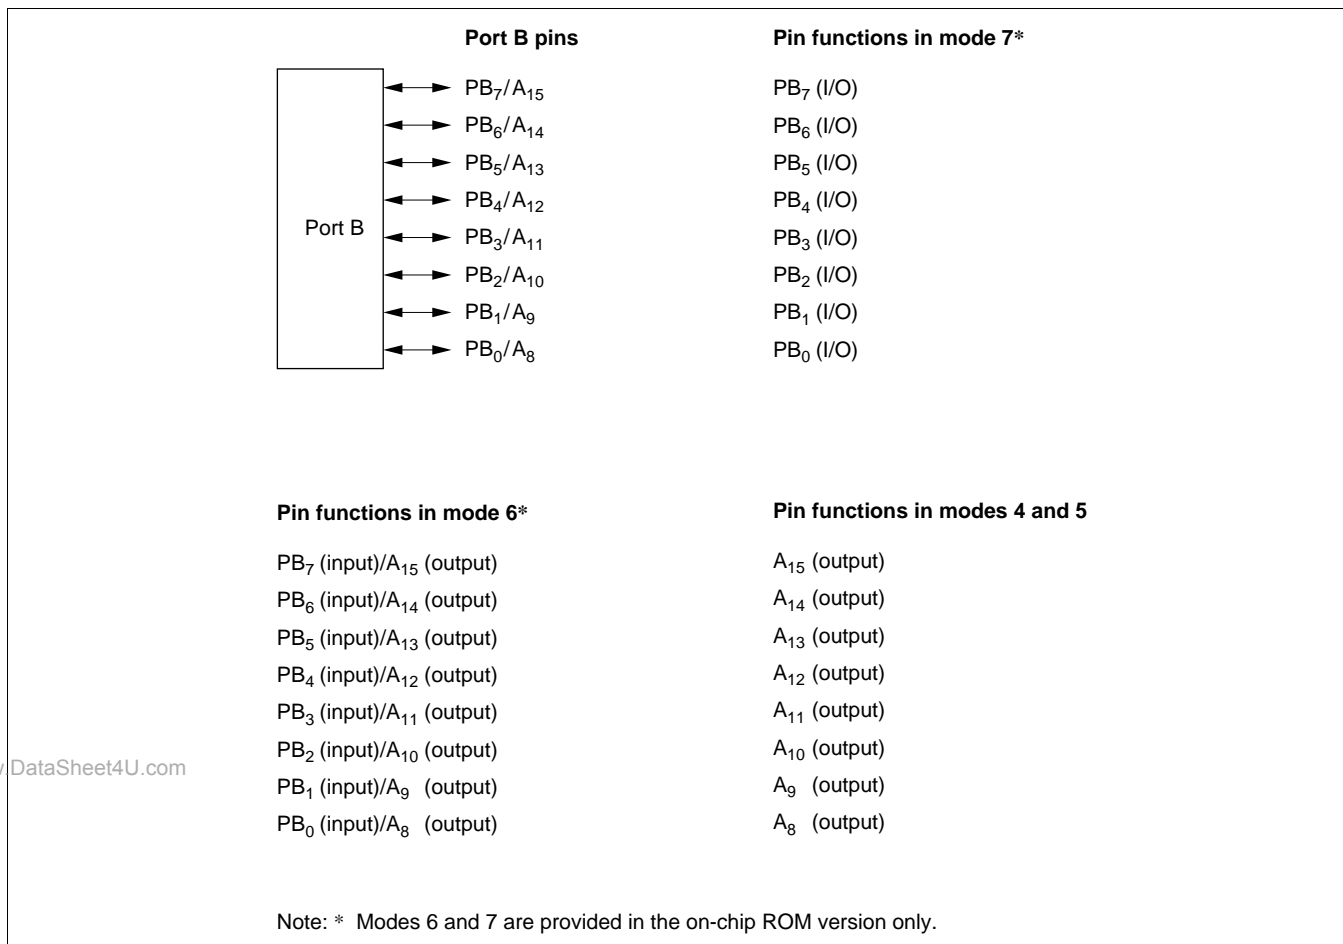 Port B pins Pin functions in mode 7*
PB7/A15 PB7 (I/O)
PB6/A14 PB6 (I/O)
PB5/A13 PB5 (I/O)
PB4/A12 PB4 (I/O)
Port B
PB3/A11 PB3 (I/O)
PB2/A10 PB2 (I/O)
PB1/A9 PB1 (I/O)
PB0/A8 PB0 (I/O)
Pin functions in mode 6* Pin functions in modes 4 and 5
PB7 (input)/A15 (output) A15 (output)
PB6 (input)/A14 (output) A14 (output)
PB5 (input)/A13 (output) A13 (output)
PB4 (input)/A12 (output) A12 (output)
PB3 (input)/A11 (output) A11 (output)
PB2 (input)/A10 (output) A10 (output)
.DataSheet4U.com
PB1 (input)/A9 (output) A9 (output)
PB0 (input)/A8 (output) A8 (output)
Note: * Modes 6 and 7 are provided in the on-chip ROM version only.